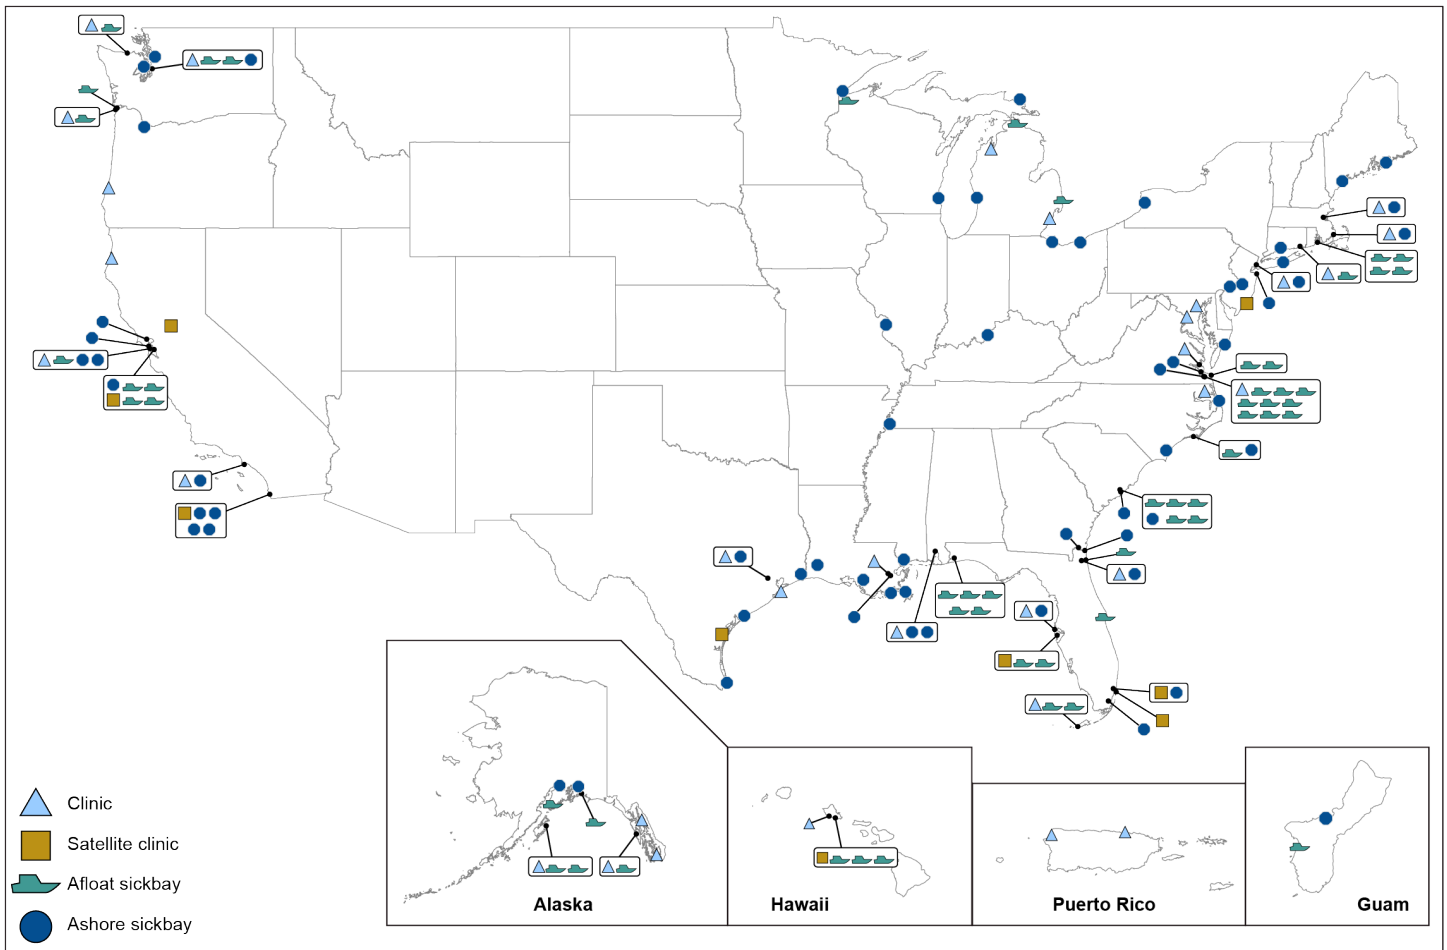 Clinic
Satellite clinic
Afloat sickbay
Ashore sickbay
Alaska
Hawaii
Puerto Rico
Guam